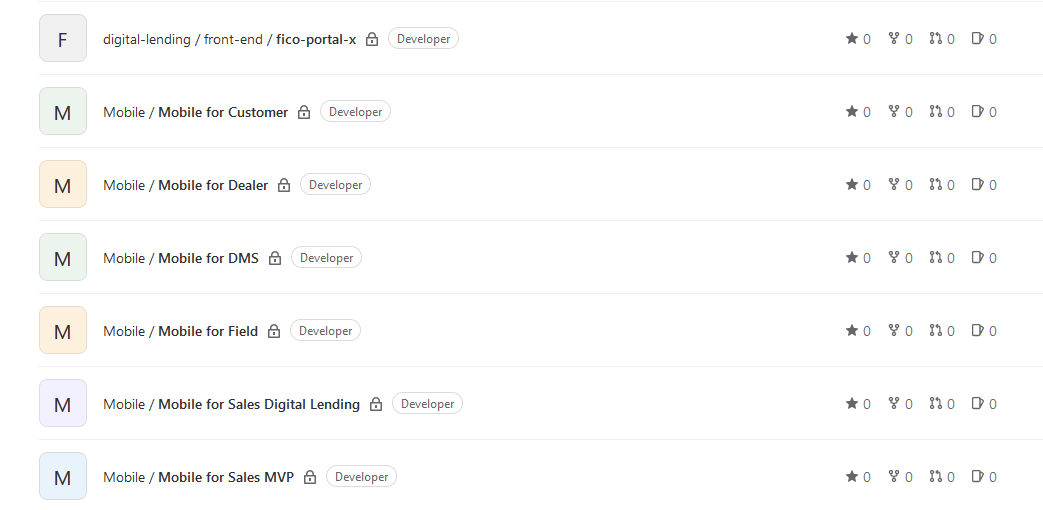 F digital-lending / front-end / fico-portal-x Developer 0 0 0 0
M Mobile / Mobile for Customer Developer 0 0 0 0
M Mobile / Mobile for Dealer Developer 0 0 0 0
M Mobile / Mobile for DMS Developer 0 0 0 0
M Mobile / Mobile for Field Developer 0 0 0 0
M Mobile / Mobile for Sales Digital Lending Developer 0 0 0 0
M Mobile / Mobile for Sales MVP Developer 0 0 0 0